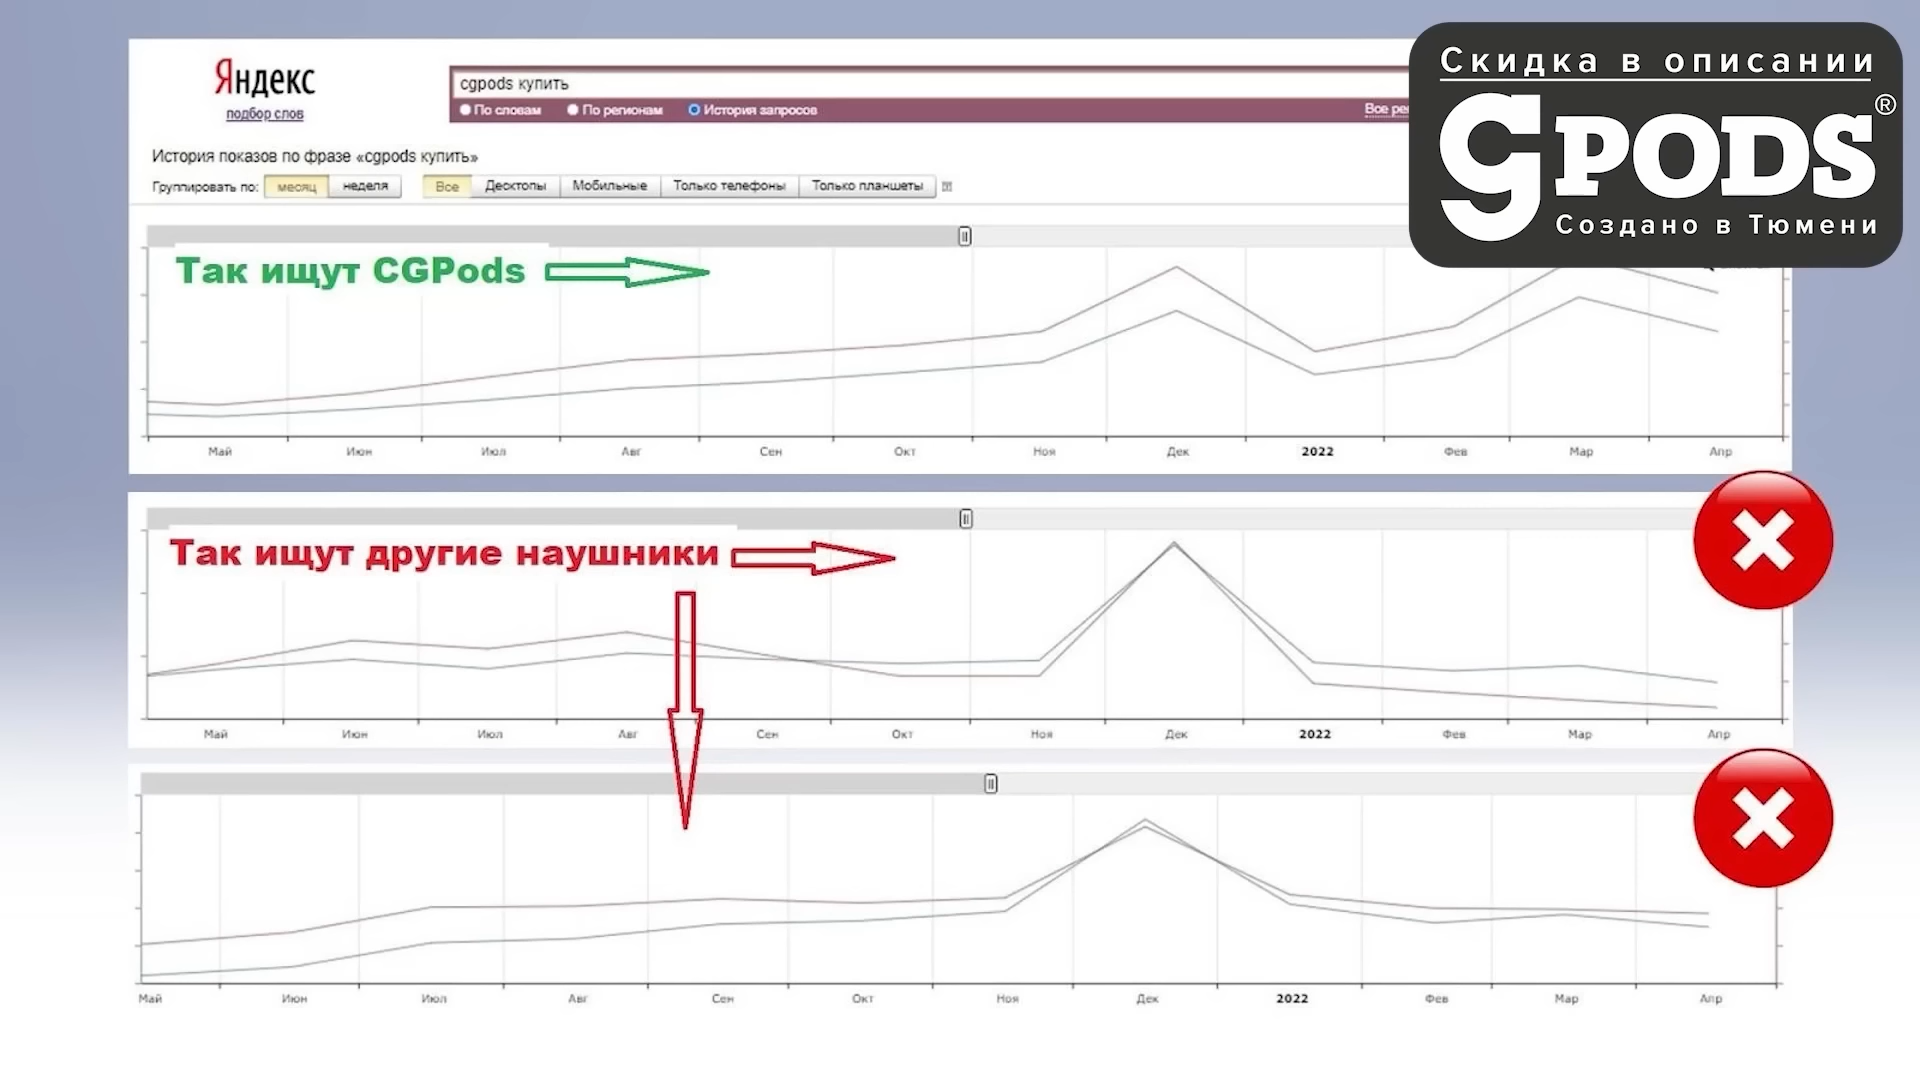 Яндекс
подбор слов
cgpods купить
По словам По регионам История запросов
Все
История показов по фразе «cgpods купить»
Группировать по: месяц неделя Все Десктопы Мобильные Только телефоны Только планшеты
Скидка в описании
CGPODS®
Создано в Тюмени
Так ищут CGPods
Май Июн Июл Авг Сен Окт Ноя Дек 2022 Фев Мар Апр
Так ищут другие наушники
Май Июн Июл Авг Сен Окт Ноя Дек 2022 Фев Мар Апр
Май Июн Июл Авг Сен Окт Ноя Дек 2022 Фев Мар Апр